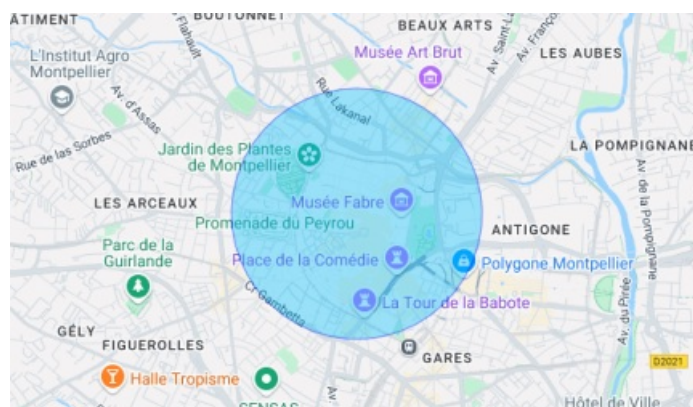 ÂTIMENT
BOUTONNET
BEAUX ARTS
L'Institut Agro
Montpellier
Musée Art Brut
LES AUBES
Av. d'Assas
Rue Lakanal
Rue de las Sorbes
Jardin des Plantes
de Montpellier
LA POMPIGNANE
Av. de la Pompignane
LES ARCEAUX
Musée Fabre
Promenade du Peyrou
ANTIGONE
Parc de la
Guirlande
Place de la Comédie
Polygone Montpellier
Cr Gambetta
La Tour de la Babote
Av. du Pirée
GÉLY
FIGUEROLLES
GARES
D2021
Halle Tropisme
Av.
Hôtel de Ville